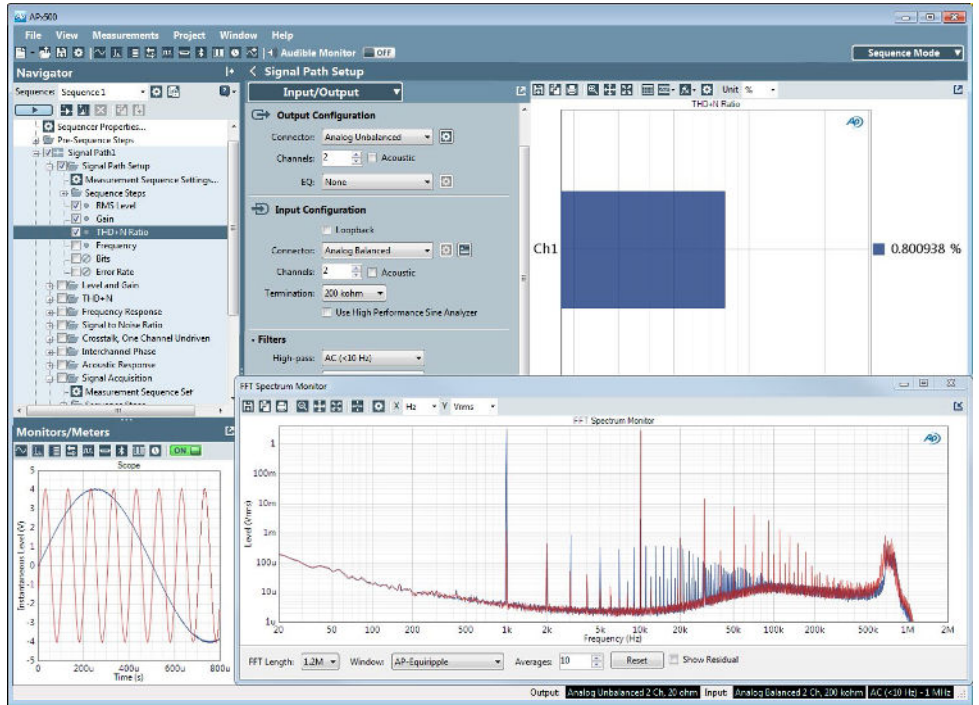 APx500
File View Measurements Project Window Help
Audible Monitor OFF
Sequence Mode
Navigator
Sequence: Sequence 1
Sequencer Properties...
Pre-Sequence Steps
Signal Path1
Signal Path Setup
Measurement Sequence Settings...
Sequence Steps
RMS Level
Gain
THD+N Ratio
Frequency
Bits
Error Rate
Level and Gain
THD+N
Frequency Response
Signal to Noise Ratio
Crosstalk, One Channel Undriven
Interchannel Phase
Acoustic Response
Signal Acquisition
Measurement Sequence Set
Signal Path Setup
Input/Output
Output Configuration
Connector: Analog Unbalanced
Channels: 2 Acoustic
EQ: None
Input Configuration
Loopback
Connector: Analog Balanced
Channels: 2 Acoustic
Termination: 200 kohm
Use High Performance Sine Analyzer
Filters
High-pass: AC (<10 Hz)
Unit %
THD+N Ratio
AP
Ch1
0.800938 %
Monitors/Meters
ON
Scope
Instantaneous Level (V)
5
4
3
2
1
0
-1
-2
-3
-4
-5
0 200u 400u 600u 800u
Time (s)
FFT Spectrum Monitor
X Hz Y Vrms
FFT Spectrum Monitor
AP
Level (Vrms)
1
100m
10m
1m
100u
10u
1u
20 50 100 200 500 1k 2k 5k 10k 20k 50k 100k 200k 500k 1M 2M
Frequency (Hz)
FFT Length: 1.2M Window: AP-Equiripple Averages: 10 Reset Show Residual
Output: Analog Unbalanced 2 Ch, 20 ohm Input: Analog Balanced 2 Ch, 200 kohm AC (<10 Hz) - 1 MHz